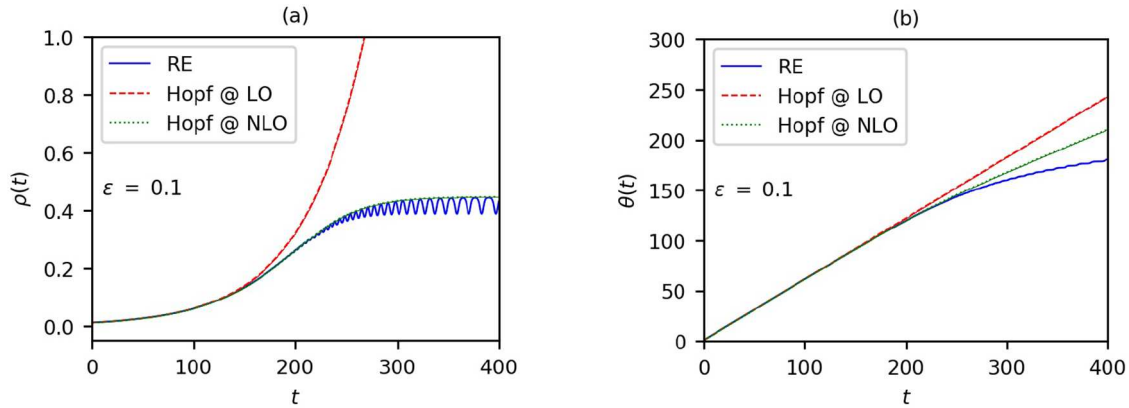 (a)
ρ(t)
1.0
0.8
0.6
0.4
0.2
0.0
RE
Hopf @ LO
Hopf @ NLO
ε = 0.1
0 100 200 300 400
t
(b)
θ(t)
300
250
200
150
100
50
0
RE
Hopf @ LO
Hopf @ NLO
ε = 0.1
0 100 200 300 400
t